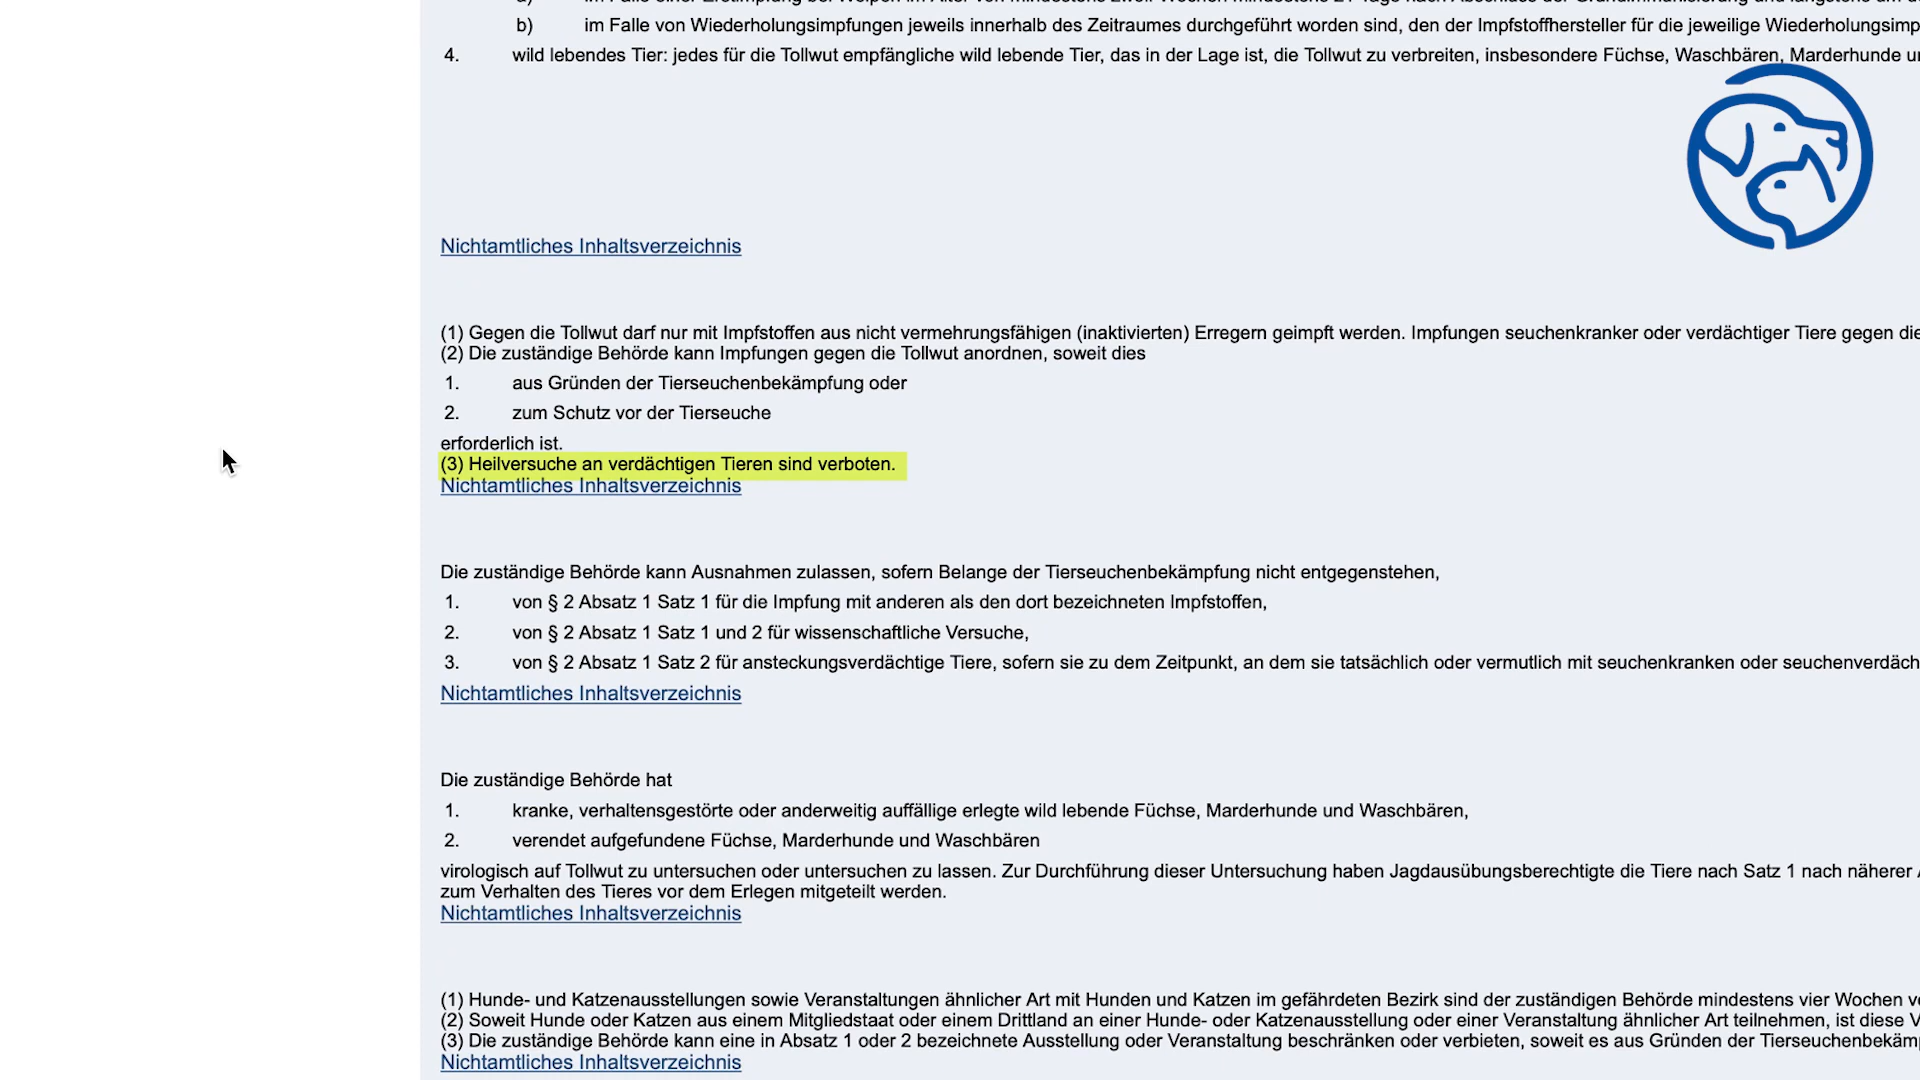 b) im Falle von Wiederholungsimpfungen jeweils innerhalb des Zeitraumes durchgeführt worden sind, den der Impfstoffhersteller für die jeweilige
4. wild lebendes Tier: jedes für die Tollwut empfängliche wild lebende Tier, das in der Lage ist, die Tollwut zu verbreiten, insbesondere Füchse, Waschbären, Marderhunde
Nichtamtliches Inhaltsverzeichnis
(1) Gegen die Tollwut darf nur mit Impfstoffen aus nicht vermehrungsfähigen (inaktivierten) Erregern geimpft werden. Impfungen seuchenkranker oder verdächtiger Tiere gegen die
(2) Die zuständige Behörde kann Impfungen gegen die Tollwut anordnen, soweit dies
1. aus Gründen der Tierseuchenbekämpfung oder
2. zum Schutz vor der Tierseuche
erforderlich ist.
(3) Heilversuche an verdächtigen Tieren sind verboten.
Nichtamtliches Inhaltsverzeichnis
Die zuständige Behörde kann Ausnahmen zulassen, sofern Belange der Tierseuchenbekämpfung nicht entgegenstehen,
1. von § 2 Absatz 1 Satz 1 für die Impfung mit anderen als den dort bezeichneten Impfstoffen,
2. von § 2 Absatz 1 Satz 1 und 2 für wissenschaftliche Versuche,
3. von § 2 Absatz 1 Satz 2 für ansteckungsverdächtige Tiere, sofern sie zu dem Zeitpunkt, an dem sie tatsächlich oder vermutlich mit seuchenkranken oder
Nichtamtliches Inhaltsverzeichnis
Die zuständige Behörde hat
1. kranke, verhaltensgestörte oder anderweitig auffällige erlegte wild lebende Füchse, Marderhunde und Waschbären,
2. verendet aufgefundene Füchse, Marderhunde und Waschbären
virologisch auf Tollwut zu untersuchen oder untersuchen zu lassen. Zur Durchführung dieser Untersuchung haben Jagdausübungsberechtigte die Tiere nach Satz 1 nach näherer
zum Verhalten des Tieres vor dem Erlegen mitgeteilt werden.
Nichtamtliches Inhaltsverzeichnis
(1) Hunde- und Katzenausstellungen sowie Veranstaltungen ähnlicher Art mit Hunden und Katzen im gefährdeten Bezirk sind der zuständigen Behörde mindestens vier Wochen
(2) Soweit Hunde oder Katzen aus einem Mitgliedstaat oder einem Drittland an einer Hunde- oder Katzenausstellung oder einer Veranstaltung ähnlicher Art teilnehmen, ist diese
(3) Die zuständige Behörde kann eine in Absatz 1 oder 2 bezeichnete Ausstellung oder Veranstaltung beschränken oder verbieten, soweit es aus Gründen der
Nichtamtliches Inhaltsverzeichnis